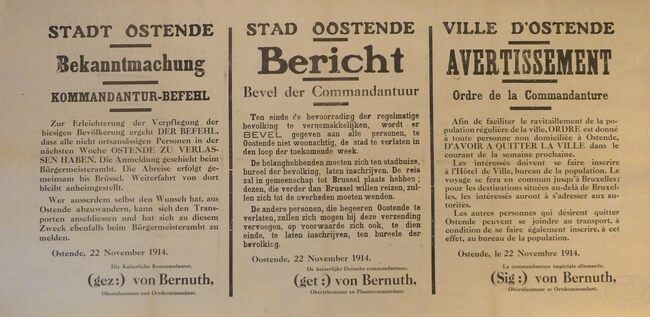 STADT OSTENDE
Bekanntmachung
KOMMANDANTUR-BEFEHL
Zur Erleichterung der Verpflegung der
hiesigen Bevölkerung ergeht DER BEFEHL,
dass alle nicht ortsansässigen Personen in der
nächsten Woche OSTENDE ZU VERLAS-
SEN HABEN. Die Anmeldung geschieht beim
Bürgermeisteramt. Die Abreise erfolgt ge-
meinsam bis Brüssel. Weiterfahrt von dort
bleibt anheimgestellt.
Wer ausserdem selbst den Wunsch hat, aus
Ostende abzuwandern, kann sich den Trans-
porten anschliessen und hat sich zu diesem
Zweck ebenfalls beim Bürgermeisteramt zu
melden.
Ostende, 22 November 1914.
Die Kaiserliche Kommandantur.
(gez:) von Bernuth,
Oberstleutnant und Ortskommandant.
STAD OOSTENDE
Bericht
Bevel der Commandantuur
Ten einde de bevoorrading der regelmatige
bevolking te vergemakkelijken, wordt er
BEVEL gegeven aan alle personen, te
Oostende niet woonachtig, de stad te verlaten in
den loop der toekomende week.
De belanghebbenden moeten zich ten stadhuize,
bureel der bevolking, laten inschrijven. De reis
zal in gemeenschap tot Brussel plaats hebben;
dezen, die verder dan Brussel willen reizen, zul-
len zich tot de overheden moeten wenden.
De andere personen, die begeeren Oostende te
verlaten, zullen zich mogen bij deze verzending
vervoegen, op voorwaarde zich ook, te dien
einde, te laten inschrijven, ten bureele der
bevolking.
Oostende, 22 November 1914.
De kaiserlijke Duitsche commandantuur,
(get:) von Bernuth,
Oberstleutnant en Plaatscommandant.
VILLE D'OSTENDE
AVERTISSEMENT
Ordre de la Commandanture
Afin de faciliter le ravitaillement de la po-
pulation régulière de la ville, ORDRE est donné
à toute personne non domiciliée à Ostende,
D'AVOIR A QUITTER LA VILLE dans le
courant de la semaine prochaine.
Les intéressés doivent se faire inscrire
à l'Hôtel de Ville, bureau de la population. Le
voyage se fera en commun jusqu'à Bruxelles;
pour les destinations situées au-delà de Bruxel-
les, les intéressés auront à s'adresser aux au-
torités.
Les autres personnes qui désirent quitter
Ostende peuvent se joindre au transport, à
condition de se faire également inscrire, à cet
effet, au bureau de la population.
Ostende, le 22 Novembre 1914.
La commandanture impériale allemande,
(Sig:) von Bernuth,
Oberstleutnant et Ortskommandant.